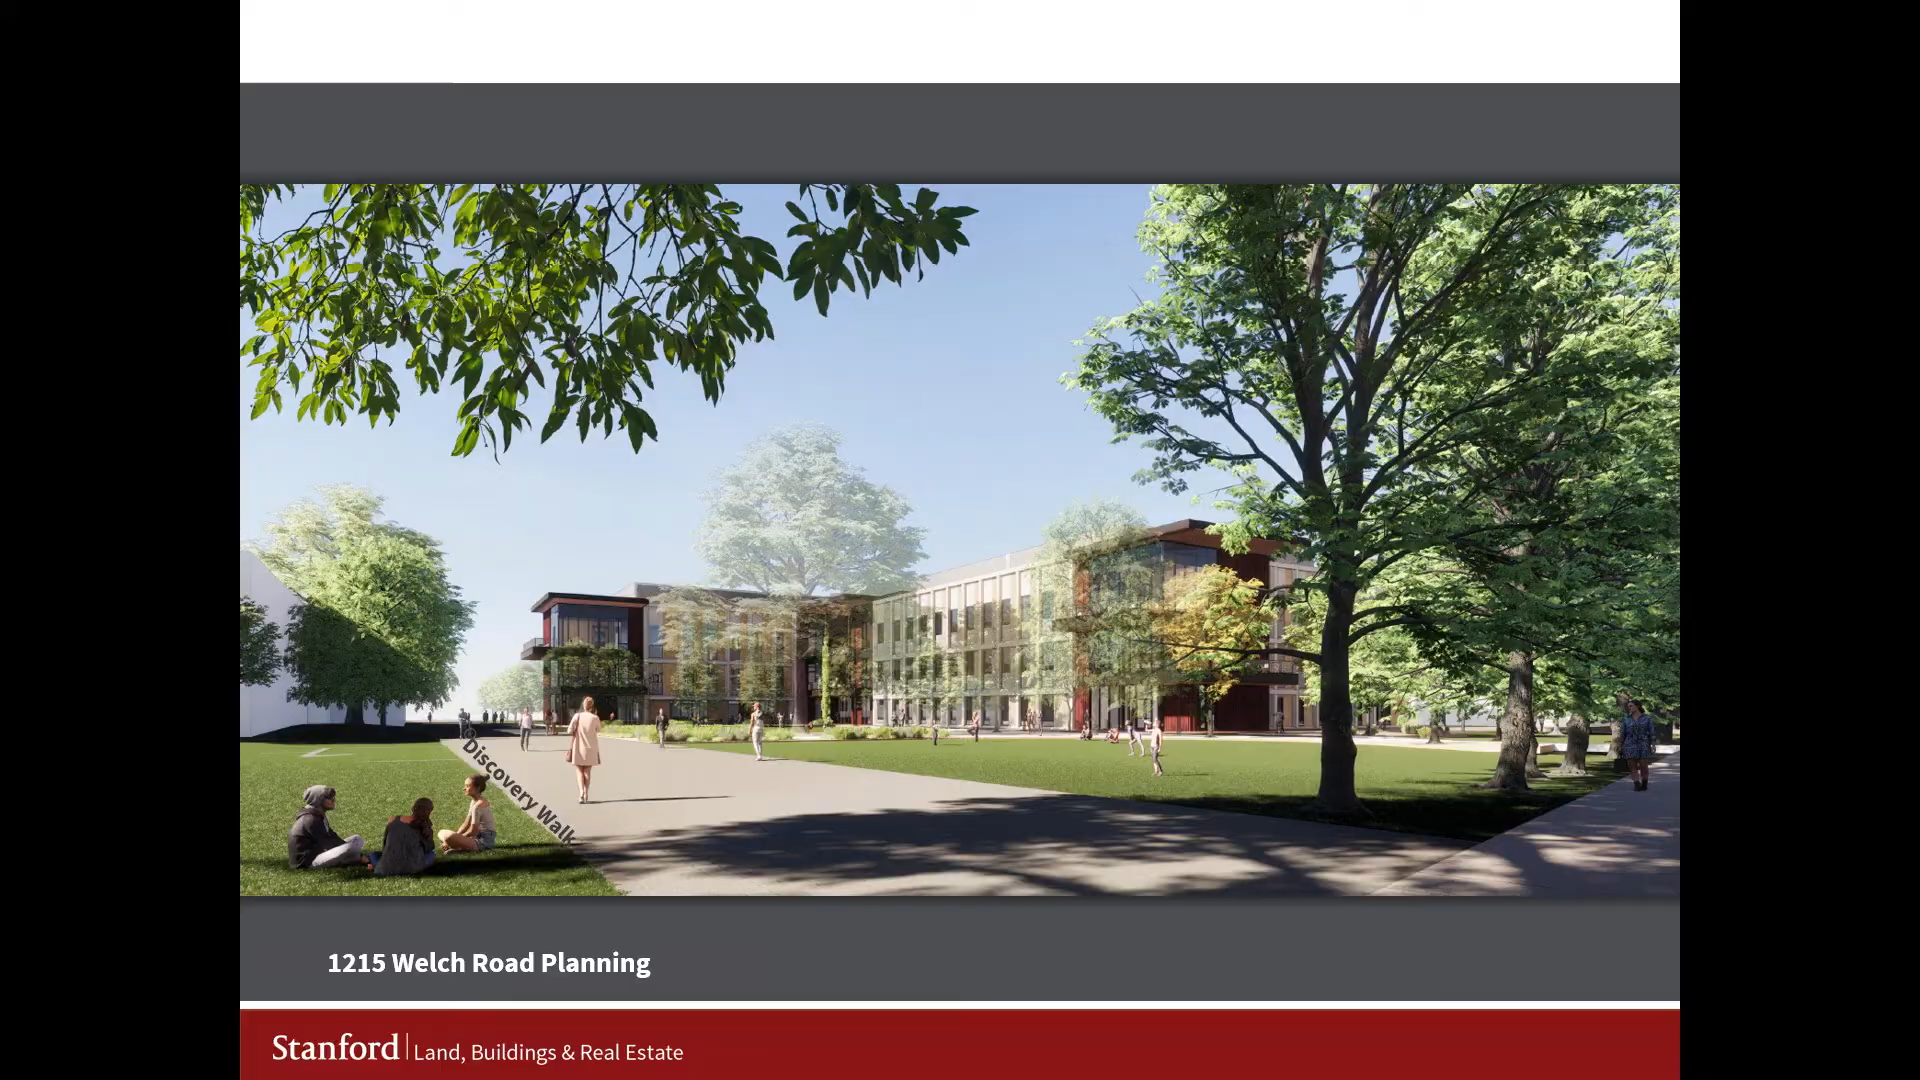 Discovery Walk
1215 Welch Road Planning
Stanford | Land, Buildings & Real Estate